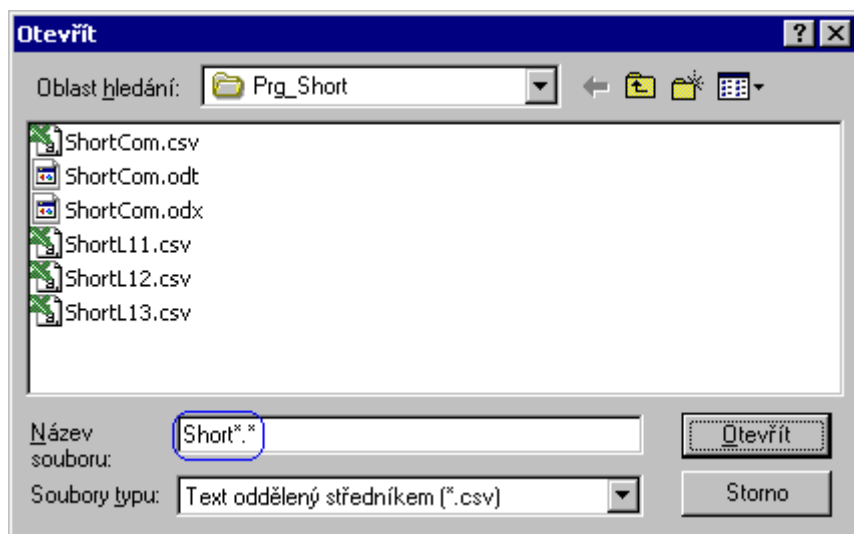 Otevřít
Oblast hledání: Prg_Short
ShortCom.csv
ShortCom.odt
ShortCom.odx
ShortL11.csv
ShortL12.csv
ShortL13.csv
Název souboru: Short*.*
Otevřít
Soubory typu: Text oddělený středníkem (*.csv)
Storno